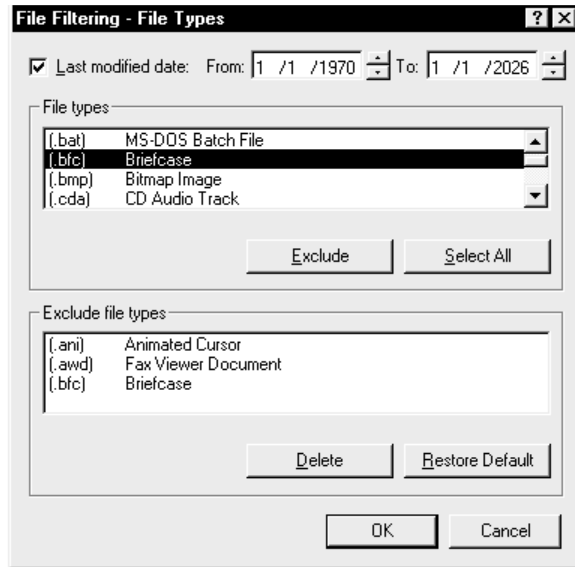 File Filtering - File Types
Last modified date: From: 1 /1 /1970 To: 1 /1 /2026
File types
(.bat) MS-DOS Batch File
(.bfc) Briefcase
(.bmp) Bitmap Image
(.cda) CD Audio Track
Exclude Select All
Exclude file types
(.ani) Animated Cursor
(.awd) Fax Viewer Document
(.bfc) Briefcase
Delete Restore Default
OK Cancel